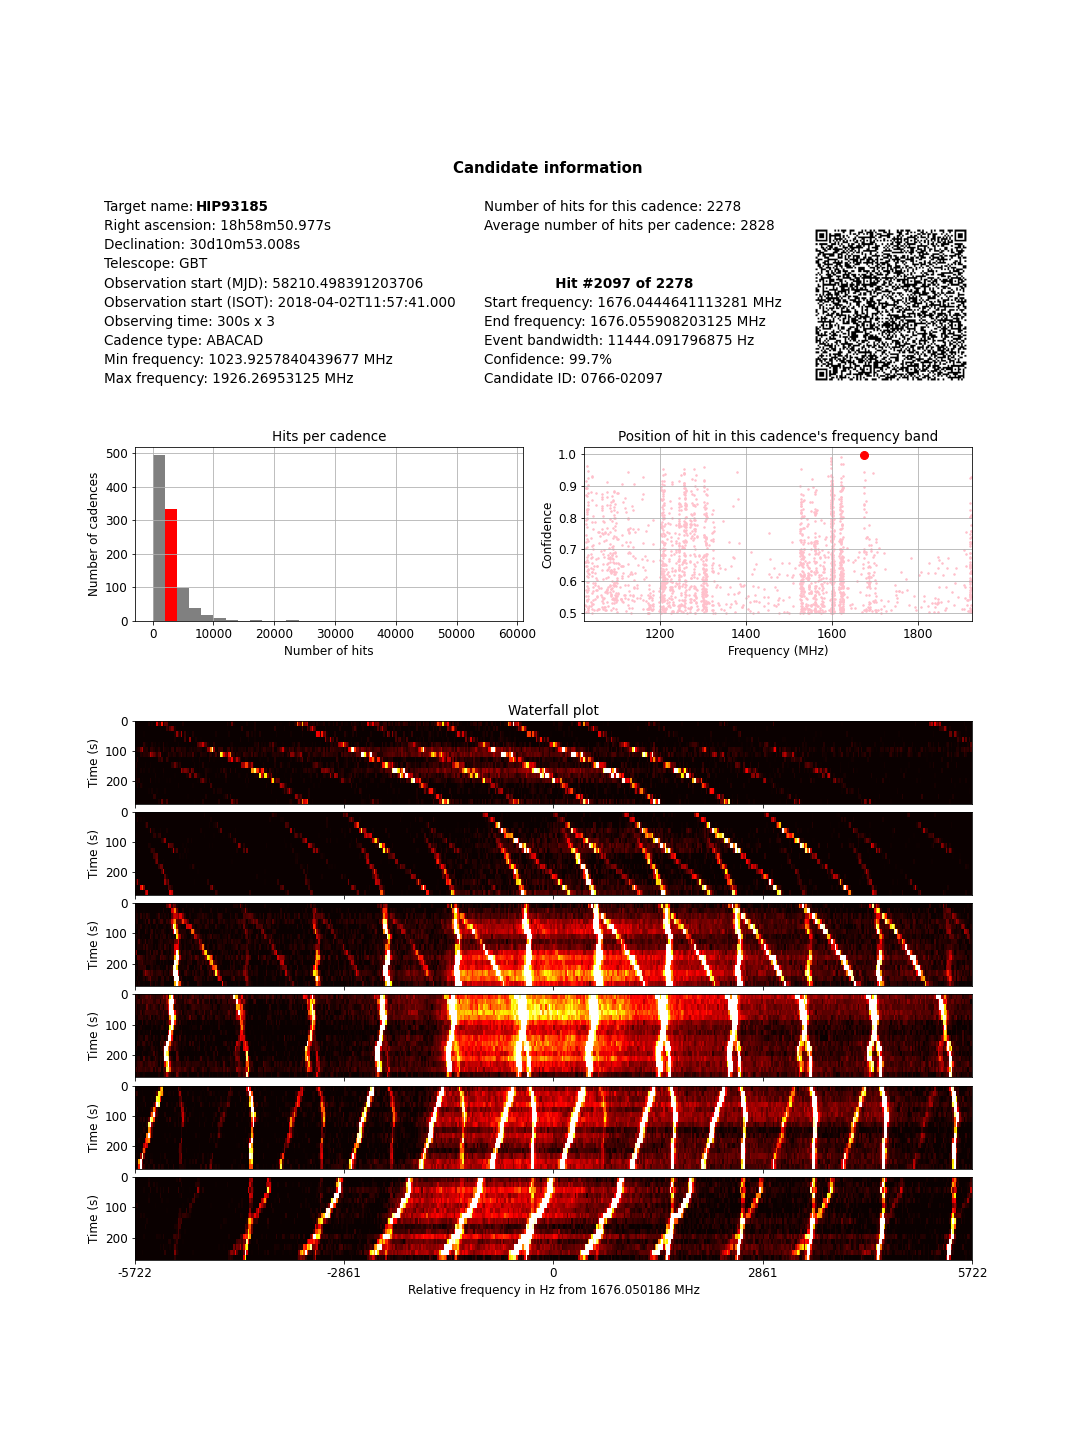 Candidate information
Target name: HIP93185
Right ascension: 18h58m50.977s
Declination: 30d10m53.008s
Telescope: GBT
Observation start (MJD): 58210.498391203706
Observation start (ISOT): 2018-04-02T11:57:41.000
Observing time: 300s x 3
Cadence type: ABACAD
Min frequency: 1023.9257840439677 MHz
Max frequency: 1926.26953125 MHz
Number of hits for this cadence: 2278
Average number of hits per cadence: 2828
Hit #2097 of 2278
Start frequency: 1676.0444641113281 MHz
End frequency: 1676.055908203125 MHz
Event bandwidth: 11444.091796875 Hz
Confidence: 99.7%
Candidate ID: 0766-02097
Hits per cadence
Number of cadences
500
400
300
200
100
0
0 10000 20000 30000 40000 50000 60000
Number of hits
Position of hit in this cadence's frequency band
Confidence
1.0
0.9
0.8
0.7
0.6
0.5
1200 1400 1600 1800
Frequency (MHz)
Waterfall plot
Time (s)
0
100
200
Time (s)
0
100
200
Time (s)
0
100
200
Time (s)
0
100
200
Time (s)
0
100
200
Time (s)
0
100
200
-5722 -2861 0 2861 5722
Relative frequency in Hz from 1676.050186 MHz